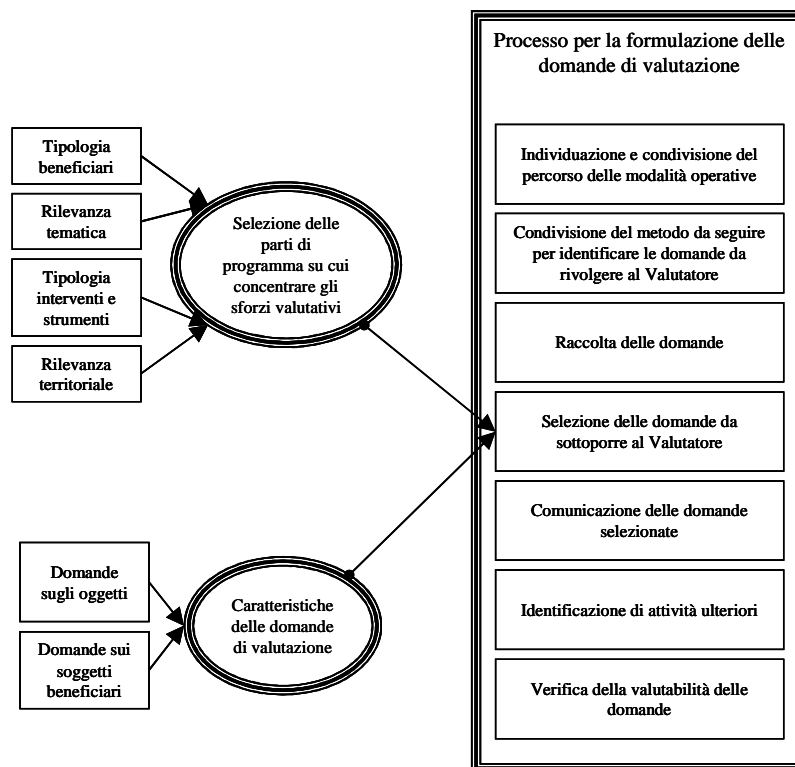 Processo per la formulazione delle
domande di valutazione
Tipologia
beneficiari
Rilevanza
tematica
Tipologia
interventi e
strumenti
Rilevanza
territoriale
Selezione delle
parti di
programma su cui
concentrare gli
sforzi valutativi
Individuazione e condivisione del
percorso delle modalità operative
Condivisione del metodo da seguire
per identificare le domande da
rivolgere al Valutatore
Raccolta delle domande
Selezione delle domande da
sottoporre al Valutatore
Comunicazione delle domande
selezionate
Identificazione di attività ulteriori
Verifica della valutabilità delle
domande
Domande
sugli oggetti
Domande sui
soggetti
beneficiari
Caratteristiche
delle domande
di valutazione